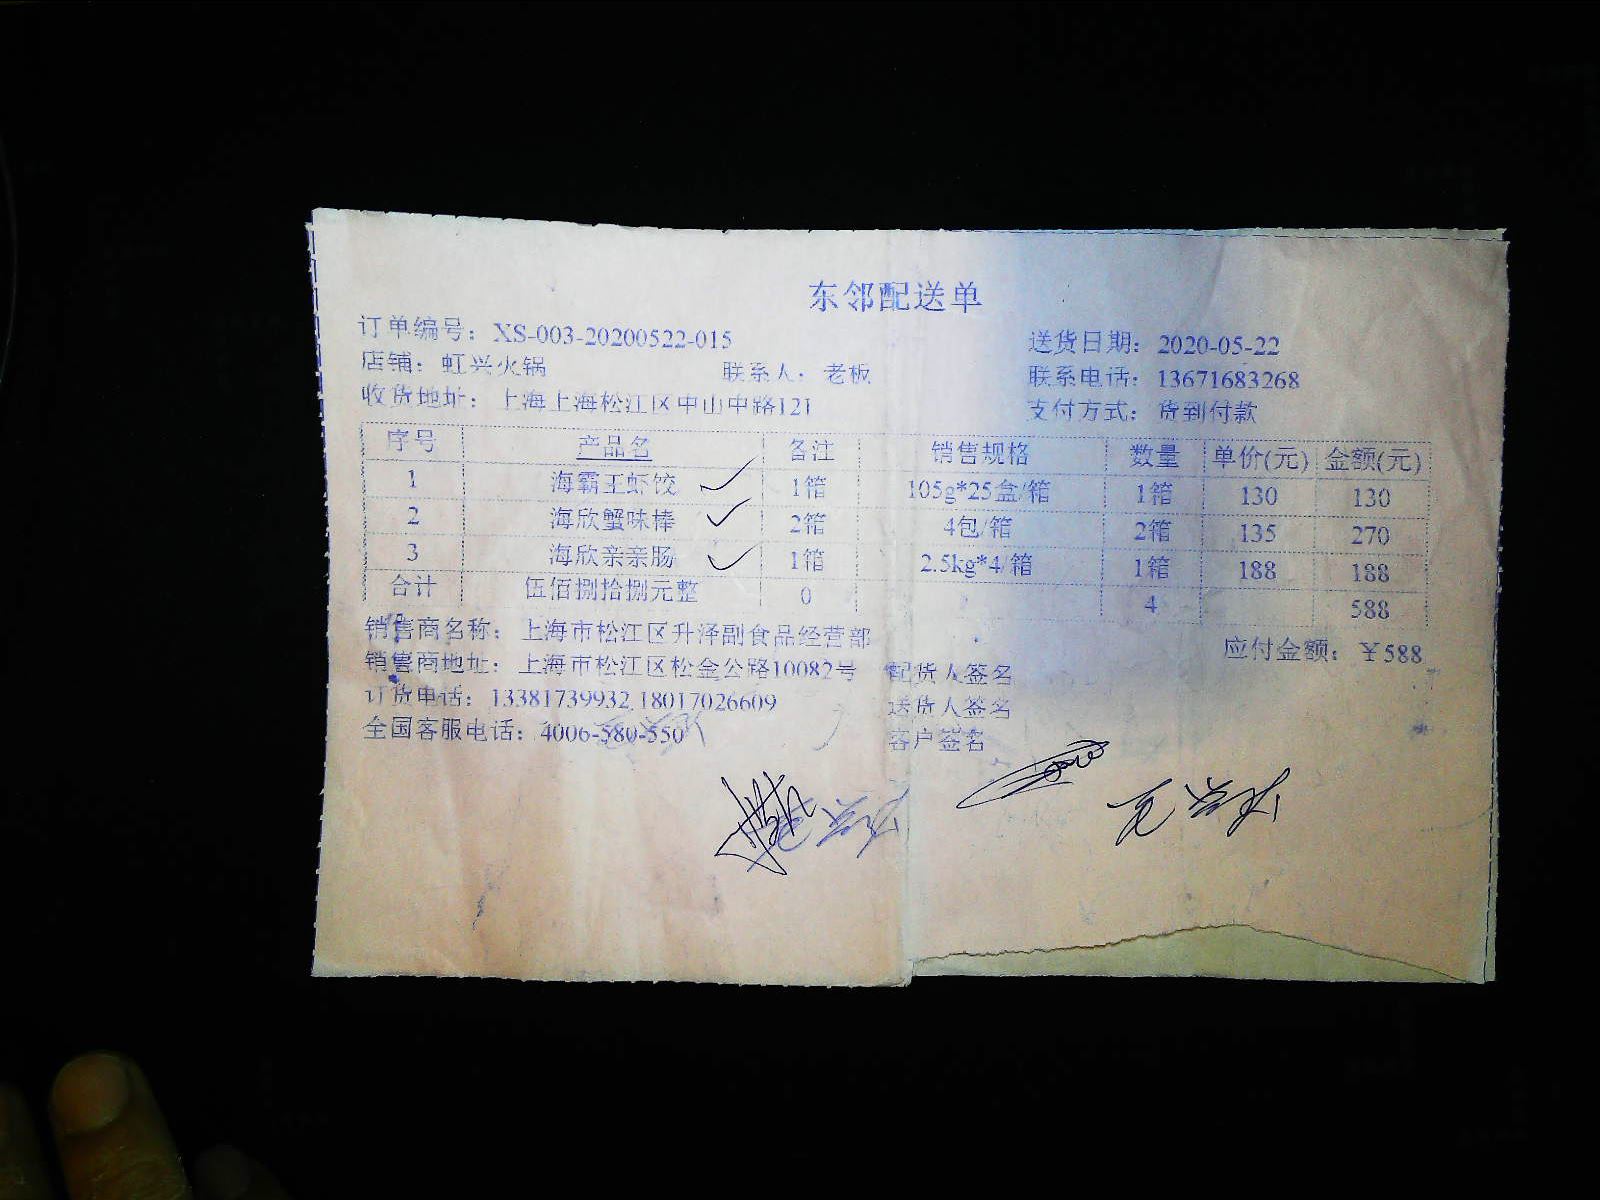 东邻配送单
订单编号：XS-003-20200522-015 送货日期：2020-05-22
店铺：虹兴火锅 联系人：老板 联系电话：13671683268
收货地址：上海上海松江区中山中路121 支付方式：货到付款
序号 产品名 备注 销售规格 数量 单价(元) 金额(元)
1 海霸王虾饺 1箱 105g*25盒/箱 1箱 130 130
2 海欣蟹味棒 2箱 4包/箱 2箱 135 270
3 海欣亲亲肠 1箱 2.5kg*4/箱 1箱 188 188
合计 伍佰捌拾捌元整 0 4 588
销售商名称：上海市松江区升泽副食品经营部 应付金额：￥588
销售商地址：上海市松江区松金公路10082号 配货人签名
订货电话：13381739932,18017026609 送货人签名
全国客服电话：4006-580-550 客户签名